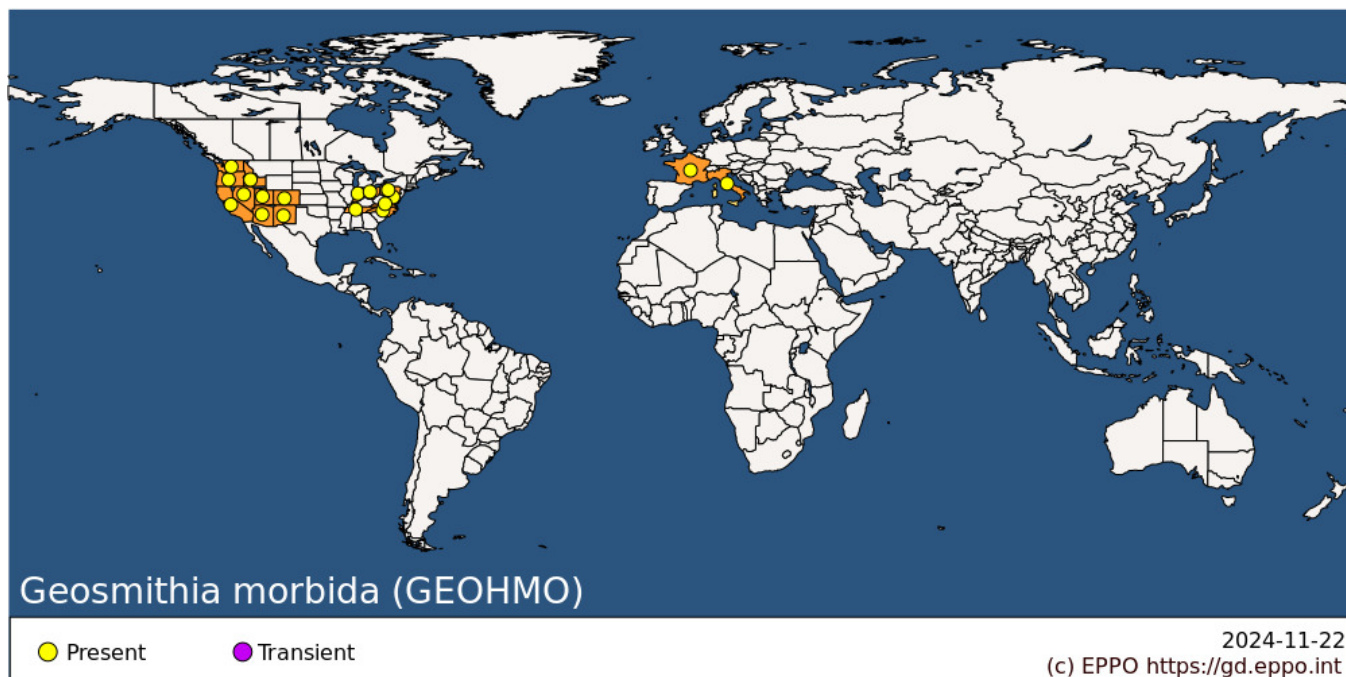 Geosmithia morbida (GEOHMO)
Present
Transient
2024-11-22
(c) EPPO https://gd.eppo.int